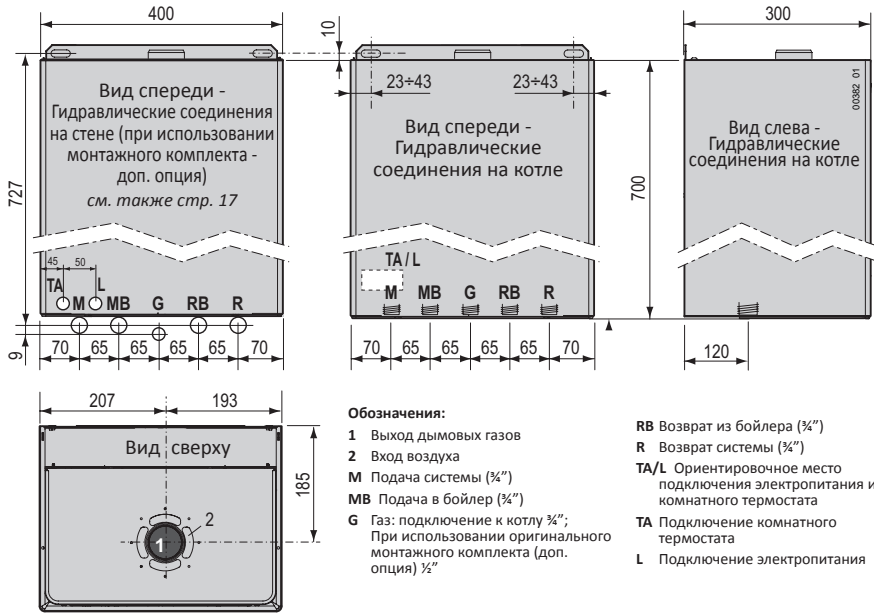 400
10
300
23÷43
23÷43
00382 01
Вид спереди -
Гидравлические соединения
на стене (при использовании
монтажного комплекта -
доп. опция)
см. также стр. 17
Вид спереди -
Гидравлические
соединения на котле
Вид слева -
Гидравлические
соединения на котле
727
700
45
50
TA
L
M
MB
G
RB
R
TA / L
M
MB
G
RB
R
9
70
65
65
65
65
70
70
65
65
65
65
70
120
207
193
Вид сверху
185
2
1
Обозначения:
1 Выход дымовых газов
2 Вход воздуха
M Подача системы (¾”)
MB Подача в бойлер (¾”)
G Газ: подключение к котлу ¾”;
При использовании оригинального
монтажного комплекта (доп.
опция) ½”
RB Возврат из бойлера (¾”)
R Возврат системы (¾”)
TA/L Ориентировочное место
подключения электропитания и
комнатного термостата
TA Подключение комнатного
термостата
L Подключение электропитания